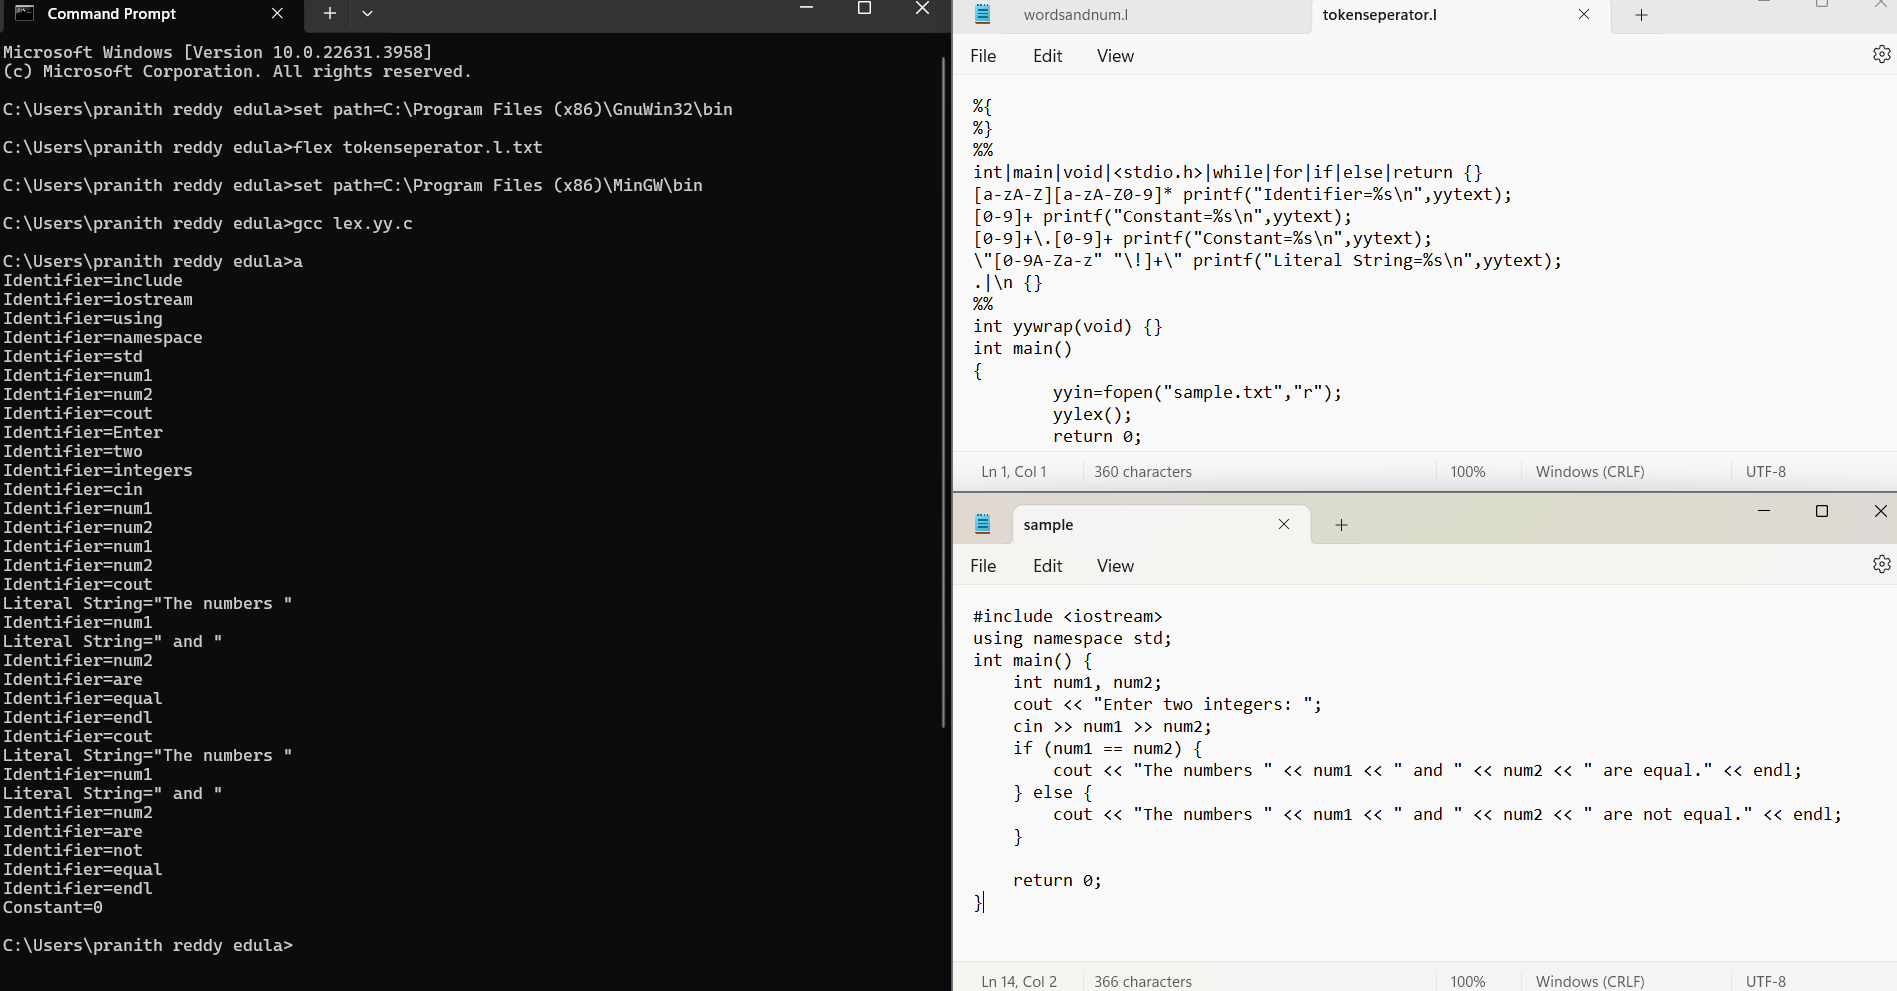 Command Prompt
Microsoft Windows [Version 10.0.22631.3958]
(c) Microsoft Corporation. All rights reserved.
C:\Users\pranith reddy edula>set path=C:\Program Files (x86)\GnuWin32\bin
C:\Users\pranith reddy edula>flex tokenseperator.l.txt
C:\Users\pranith reddy edula>set path=C:\Program Files (x86)\MinGW\bin
C:\Users\pranith reddy edula>gcc lex.yy.c
C:\Users\pranith reddy edula>a
Identifier=include
Identifier=iostream
Identifier=using
Identifier=namespace
Identifier=std
Identifier=num1
Identifier=num2
Identifier=cout
Identifier=Enter
Identifier=two
Identifier=integers
Identifier=cin
Identifier=num1
Identifier=num2
Identifier=num1
Identifier=num2
Identifier=cout
Literal String="The numbers "
Identifier=num1
Literal String=" and "
Identifier=num2
Identifier=are
Identifier=equal
Identifier=endl
Identifier=cout
Literal String="The numbers "
Identifier=num1
Literal String=" and "
Identifier=num2
Identifier=are
Identifier=not
Identifier=equal
Identifier=endl
Constant=0
C:\Users\pranith reddy edula>
wordsandnum.l
tokenseperator.l
File Edit View
%{
%}
%%
int|main|void|<stdio.h>|while|for|if|else|return {}
[a-zA-Z][a-zA-Z0-9]* printf("Identifier=%s\n",yytext);
[0-9]+ printf("Constant=%s\n",yytext);
[0-9]+\.[0-9]+ printf("Constant=%s\n",yytext);
\"[0-9A-Za-z" "\!]+\" printf("Literal String=%s\n",yytext);
.|\n {}
%%
int yywrap(void) {}
int main()
{
yyin=fopen("sample.txt","r");
yylex();
return 0;
Ln 1, Col 1 360 characters 100% Windows (CRLF) UTF-8
sample
File Edit View
#include <iostream>
using namespace std;
int main() {
int num1, num2;
cout << "Enter two integers: ";
cin >> num1 >> num2;
if (num1 == num2) {
cout << "The numbers " << num1 << " and " << num2 << " are equal." << endl;
} else {
cout << "The numbers " << num1 << " and " << num2 << " are not equal." << endl;
}
return 0;
}
Ln 14, Col 2 366 characters 100% Windows (CRLF) UTF-8